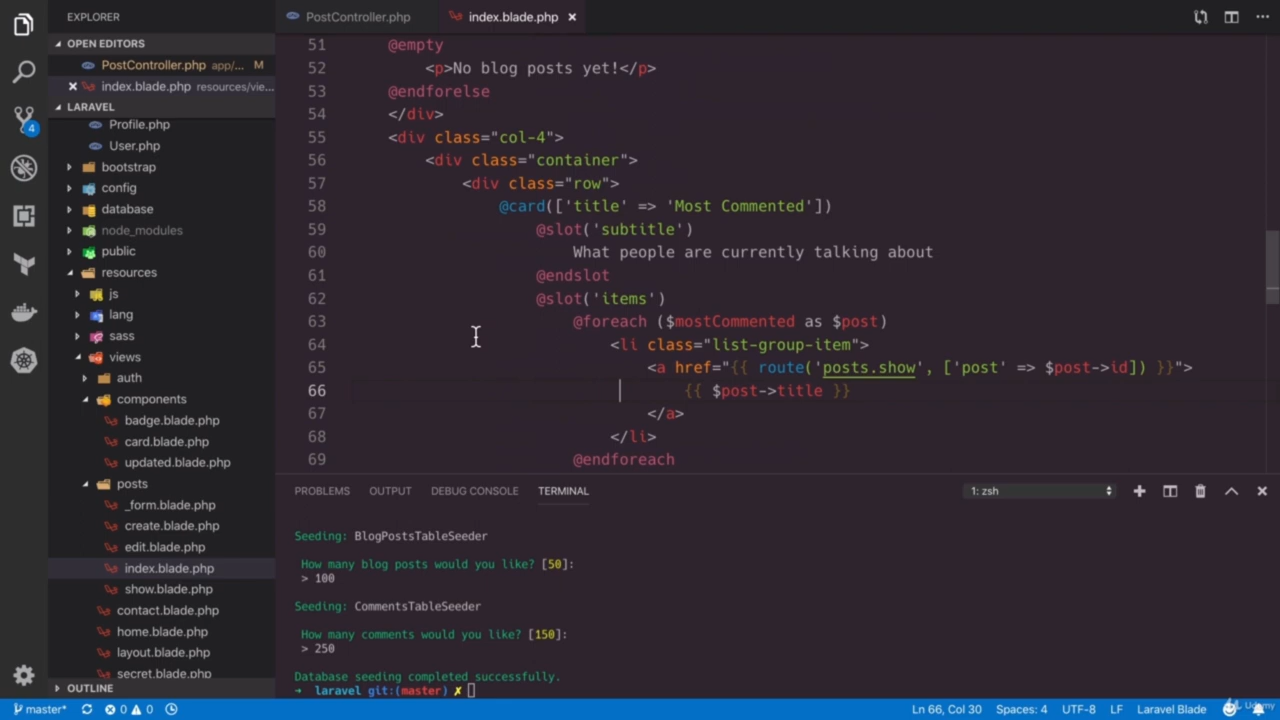 EXPLORER
OPEN EDITORS
PostController.php app/... M
index.blade.php resources/vie...
LARAVEL
Profile.php
User.php
bootstrap
config
database
node_modules
public
resources
js
lang
sass
views
auth
components
badge.blade.php
card.blade.php
updated.blade.php
posts
_form.blade.php
create.blade.php
edit.blade.php
index.blade.php
show.blade.php
contact.blade.php
home.blade.php
layout.blade.php
secret.blade.php
OUTLINE
4
PostController.php index.blade.php
51 @empty
52 <p>No blog posts yet!</p>
53 @endforelse
54 </div>
55 <div class="col-4">
56 <div class="container">
57 <div class="row">
58 @card(['title' => 'Most Commented'])
59 @slot('subtitle')
60 What people are currently talking about
61 @endslot
62 @slot('items')
63 @foreach ($mostCommented as $post)
64 <li class="list-group-item">
65 <a href="{{ route('posts.show', ['post' => $post->id]) }}">
66 {{ $post->title }}
67 </a>
68 </li>
69 @endforeach
PROBLEMS OUTPUT DEBUG CONSOLE TERMINAL 1: zsh
Seeding: BlogPostsTableSeeder
How many blog posts would you like? [50]:
> 100
Seeding: CommentsTableSeeder
How many comments would you like? [150]:
> 250
Database seeding completed successfully.
➜ laravel git:(master) ✗
master* 0 0 Ln 66, Col 30 Spaces: 4 UTF-8 LF Laravel Blade
Udemy